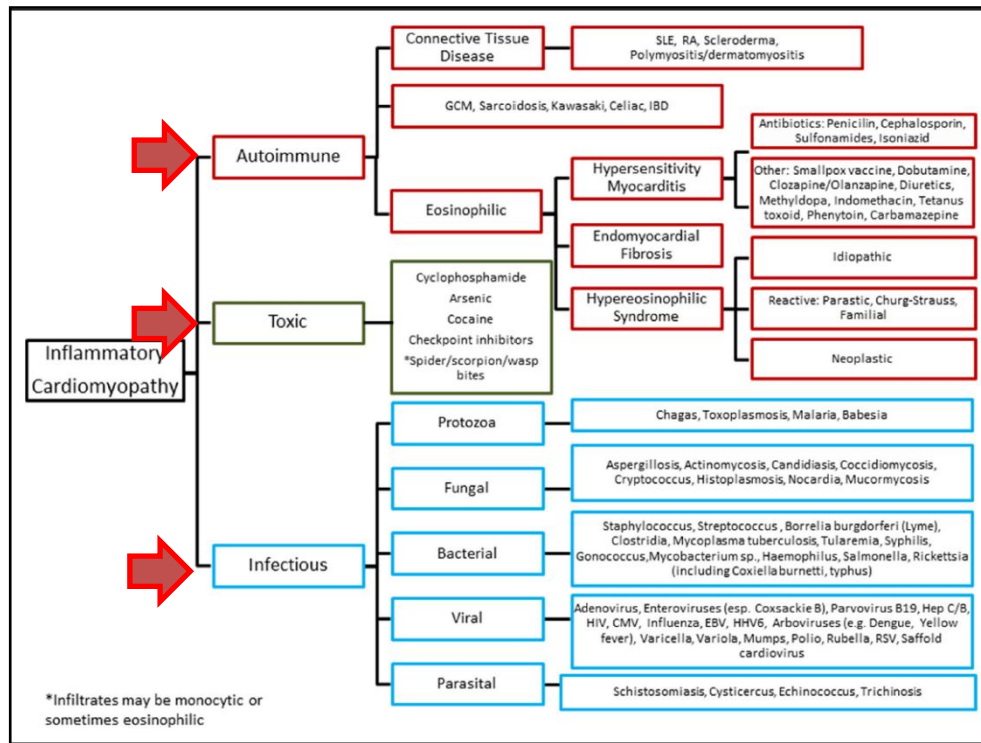 Connective Tissue
Disease
SLE, RA, Scleroderma,
Polymyositis/dermatomyositis
GCM, Sarcoidosis, Kawasaki, Celiac, IBD
Autoimmune
Antibiotics: Penicilin, Cephalosporin,
Sulfonamides, Isoniazid
Hypersensitivity
Myocarditis
Other: Smallpox vaccine, Dobutamine,
Clozapine/Olanzapine, Diuretics,
Methyldopa, Indomethacin, Tetanus
toxoid, Phenytoin, Carbamazepine
Eosinophilic
Endomyocardial
Fibrosis
Idiopathic
Hypereosinophilic
Syndrome
Reactive: Parastic, Churg-Strauss,
Familial
Neoplastic
Toxic
Cyclophosphamide
Arsenic
Cocaine
Checkpoint inhibitors
*Spider/scorpion/wasp
bites
Inflammatory
Cardiomyopathy
Protozoa
Chagas, Toxoplasmosis, Malaria, Babesia
Fungal
Aspergillosis, Actinomycosis, Candidiasis, Coccidiomycosis,
Cryptococcus, Histoplasmosis, Nocardia, Mucormycosis
Infectious
Bacterial
Staphylococcus, Streptococcus , Borrelia burgdorferi (Lyme),
Clostridia, Mycoplasma tuberculosis, Tularemia, Syphilis,
Gonococcus,Mycobacterium sp., Haemophilus, Salmonella, Rickettsia
(including Coxiella burnetti, typhus)
Viral
Adenovirus, Enteroviruses (esp. Coxsackie B), Parvovirus B19, Hep C/B,
HIV, CMV, Influenza, EBV, HHV6, Arboviruses (e.g. Dengue, Yellow
fever), Varicella, Variola, Mumps, Polio, Rubella, RSV, Saffold
cardiovirus
Parasital
Schistosomiasis, Cysticercus, Echinococcus, Trichinosis
*Infiltrates may be monocytic or
sometimes eosinophilic